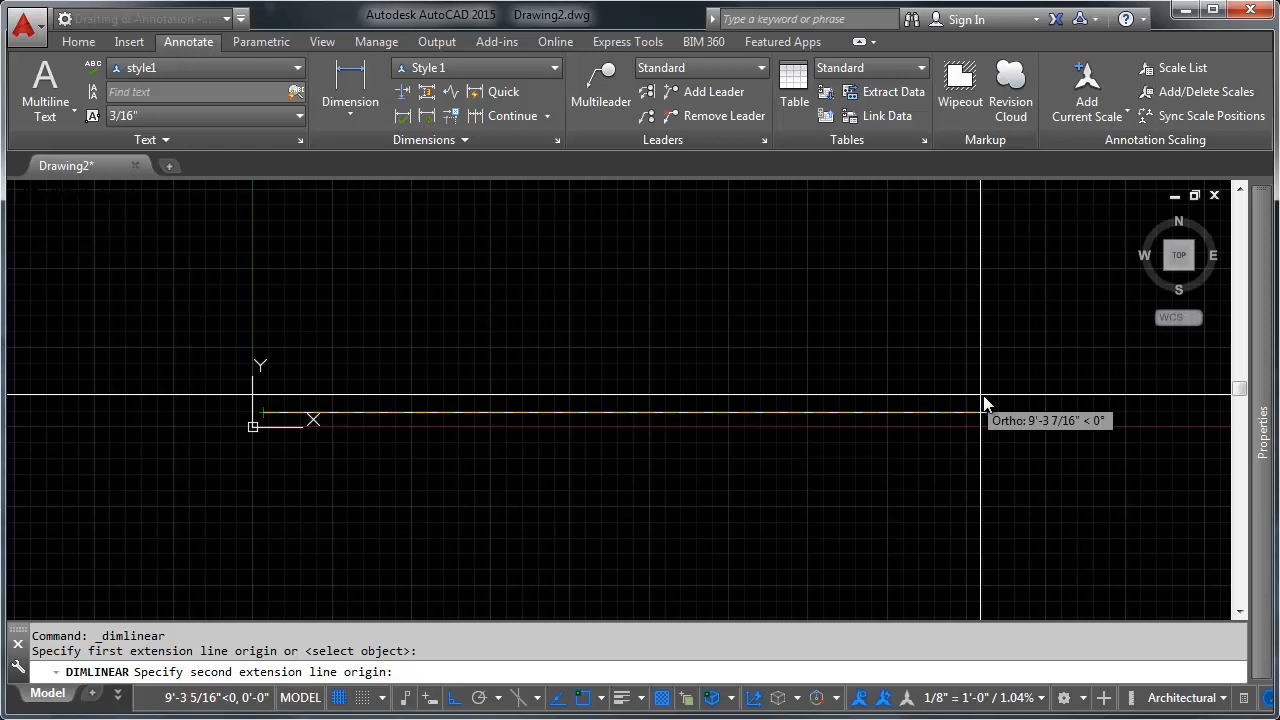 Drafting & Annotation -
Autodesk AutoCAD 2015 Drawing2.dwg
Type a keyword or phrase
Sign In
Home Insert Annotate Parametric View Manage Output Add-ins Online Express Tools BIM 360 Featured Apps
ABC style1
Style 1
Standard
Standard
Scale List
Find text
Quick
Add Leader
Extract Data
Add/Delete Scales
Multiline Text
A 3/16"
Dimension
Continue
Multileader
Remove Leader
Table
Link Data
Wipeout
Revision Cloud
Add Current Scale
Sync Scale Positions
Text
Dimensions
Leaders
Tables
Markup
Annotation Scaling
Drawing2*
N
W TOP E
S
WCS
Y
X
Ortho: 9'-3 7/16" < 0°
Properties
Command: _dimlinear
Specify first extension line origin or <select object>:
DIMLINEAR Specify second extension line origin:
Model
9'-3 5/16"<0, 0'-0" MODEL
1/8" = 1'-0" / 1.04%
Architectural